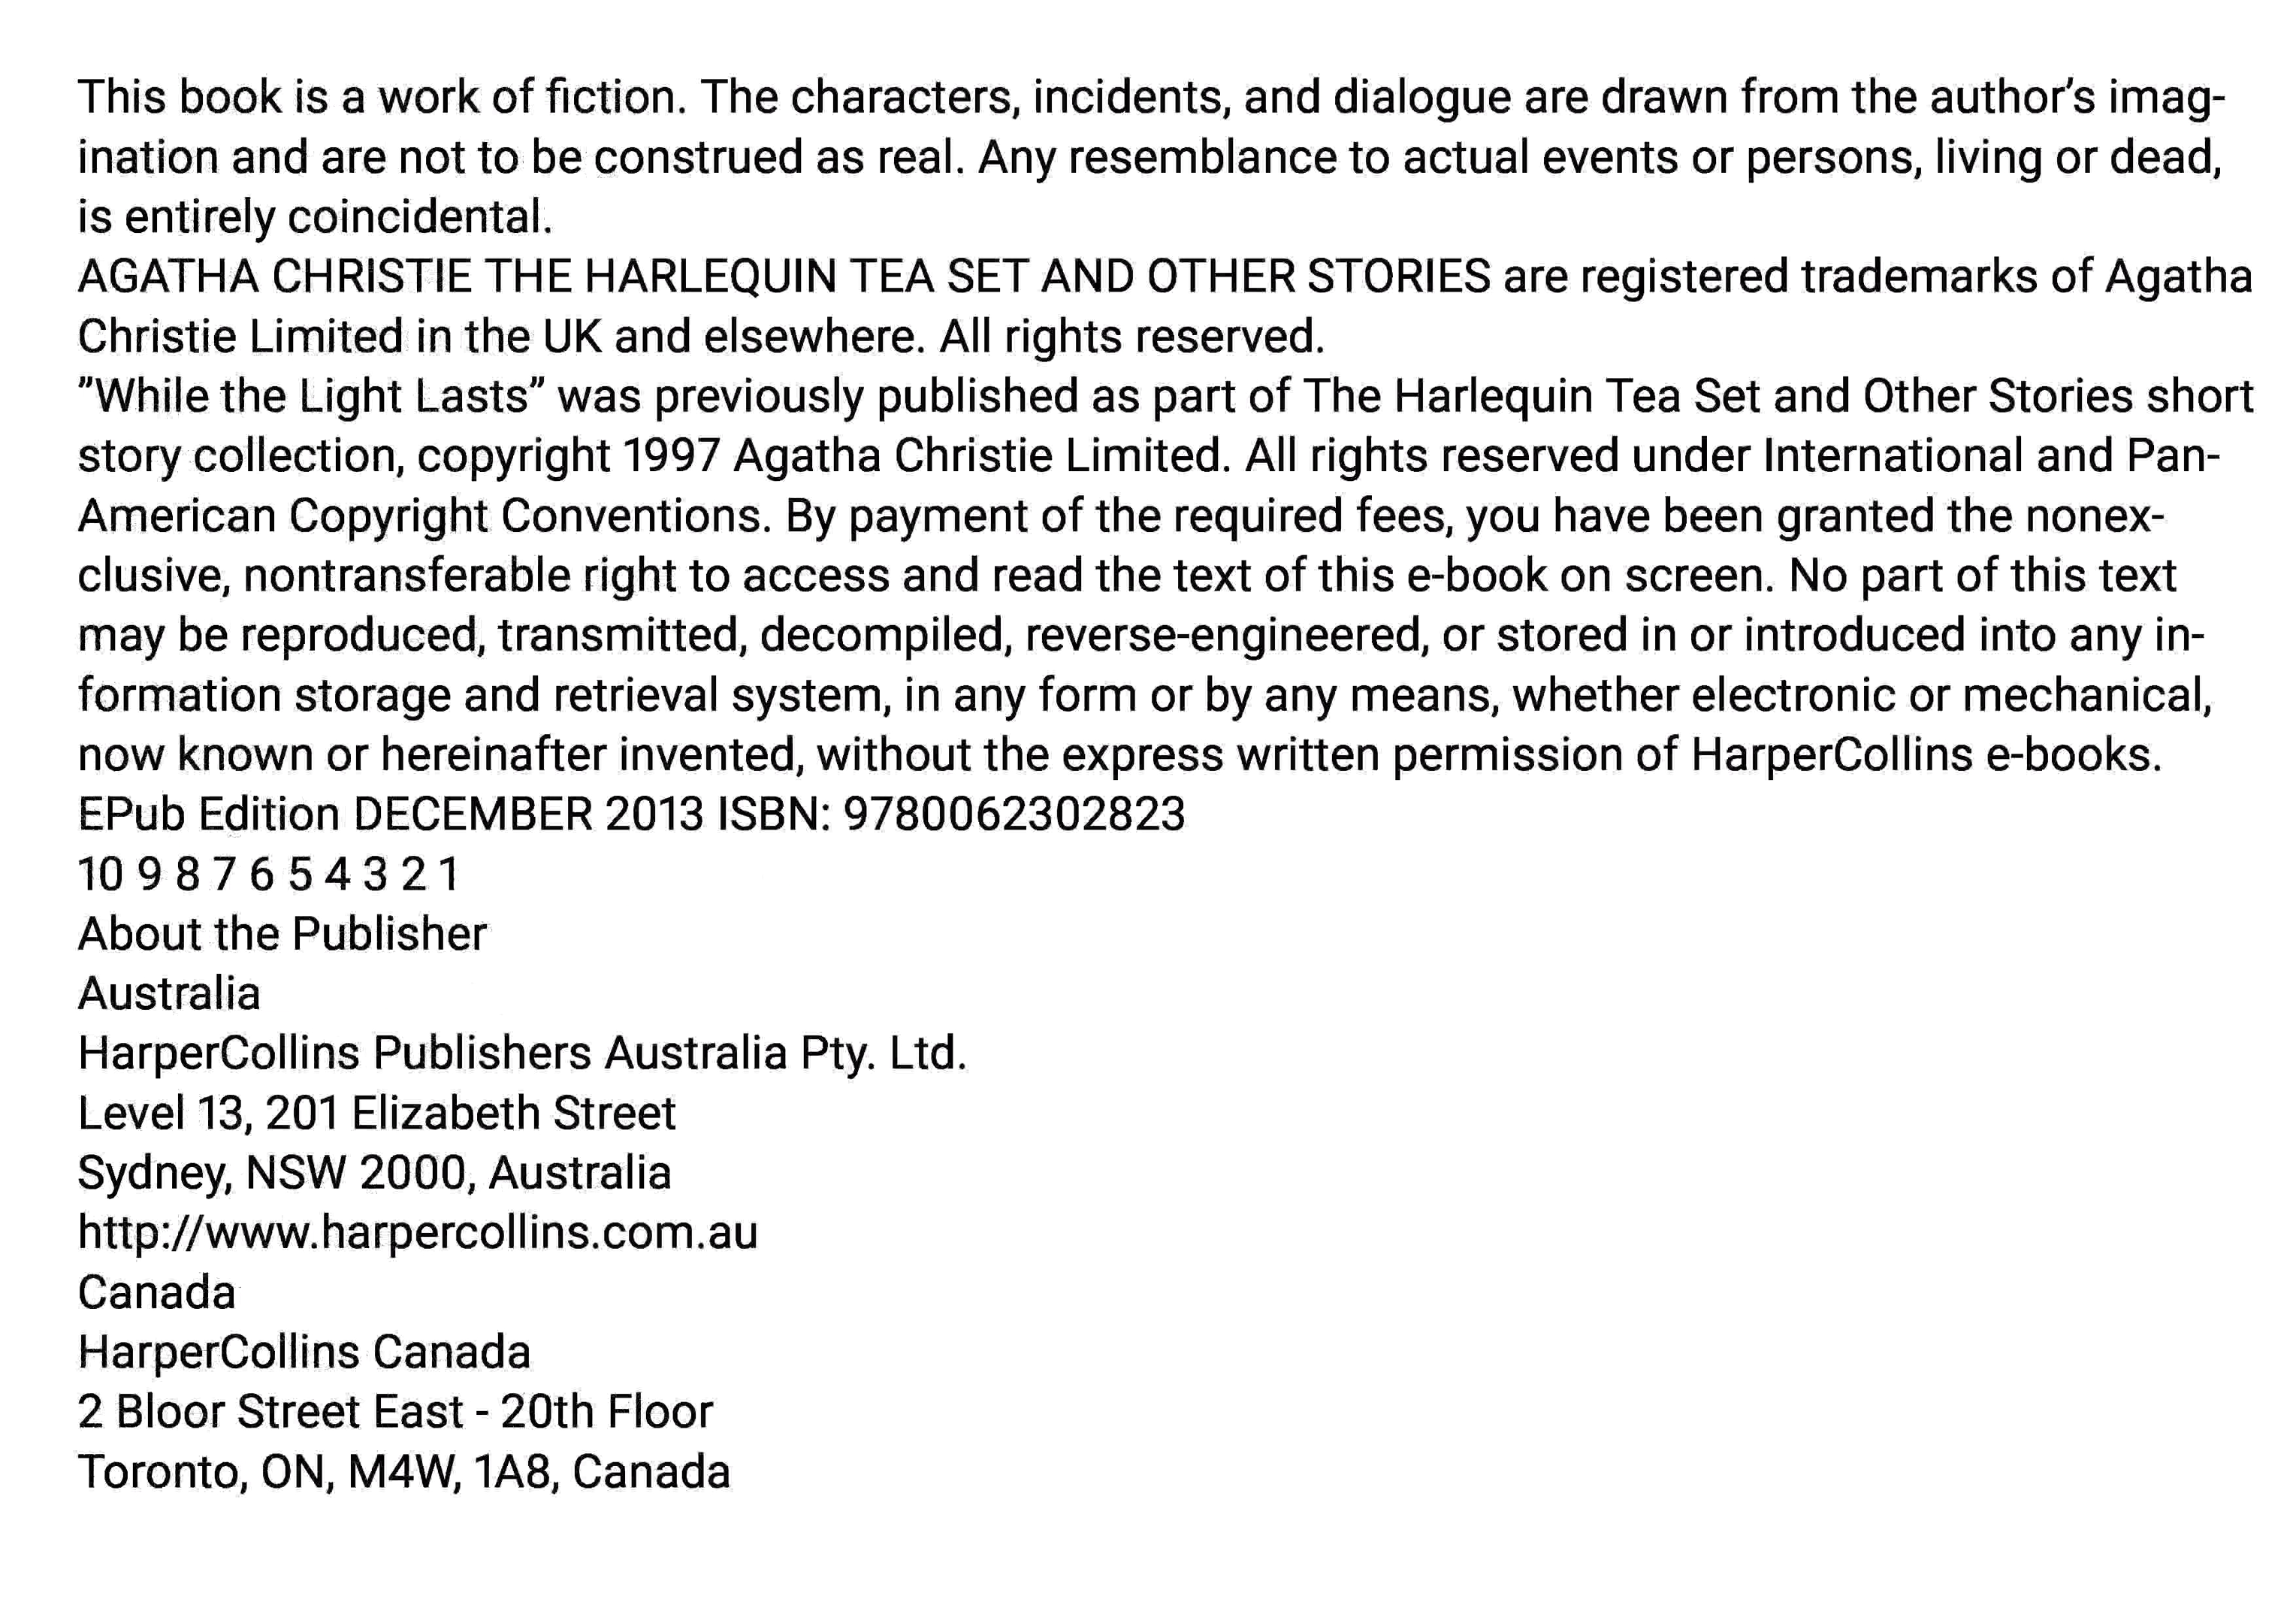 This book is a work of fiction. The characters, incidents, and dialogue are drawn from the author’s imag-
ination and are not to be construed as real. Any resemblance to actual events or persons, living or dead,
is entirely coincidental.
AGATHA CHRISTIE THE HARLEQUIN TEA SET AND OTHER STORIES are registered trademarks of Agatha
Christie Limited in the UK and elsewhere. All rights reserved.
”While the Light Lasts” was previously published as part of The Harlequin Tea Set and Other Stories short
story collection, copyright 1997 Agatha Christie Limited. All rights reserved under International and Pan-
American Copyright Conventions. By payment of the required fees, you have been granted the nonex-
clusive, nontransferable right to access and read the text of this e-book on screen. No part of this text
may be reproduced, transmitted, decompiled, reverse-engineered, or stored in or introduced into any in-
formation storage and retrieval system, in any form or by any means, whether electronic or mechanical,
now known or hereinafter invented, without the express written permission of HarperCollins e-books.
EPub Edition DECEMBER 2013 ISBN: 9780062302823
10 9 8 7 6 5 4 3 2 1
About the Publisher
Australia
HarperCollins Publishers Australia Pty. Ltd.
Level 13, 201 Elizabeth Street
Sydney, NSW 2000, Australia
http://www.harpercollins.com.au
Canada
HarperCollins Canada
2 Bloor Street East - 20th Floor
Toronto, ON, M4W, 1A8, Canada